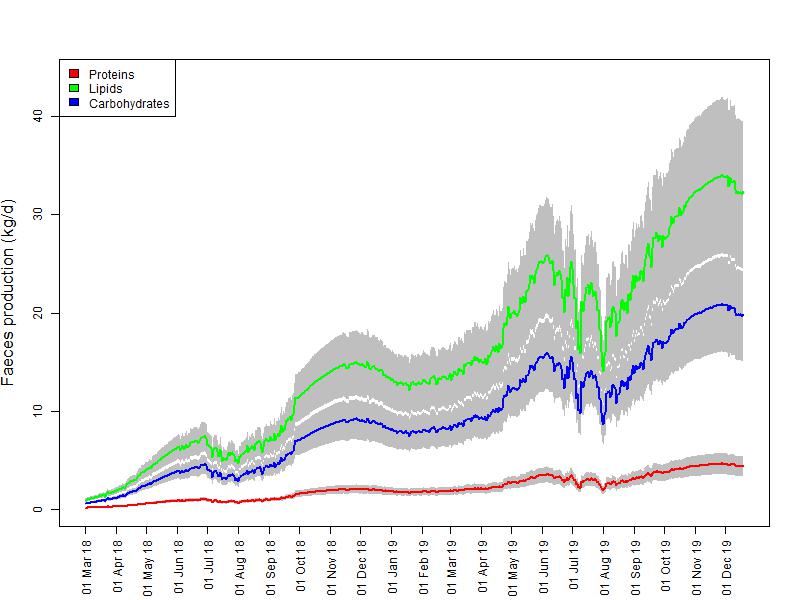 Proteins
Lipids
Carbohydrates
Faeces production (kg/d)
40
30
20
10
0
01 Mar 18
01 Apr 18
01 May 18
01 Jun 18
01 Jul 18
01 Aug 18
01 Sep 18
01 Oct 18
01 Nov 18
01 Dec 18
01 Jan 19
01 Feb 19
01 Mar 19
01 Apr 19
01 May 19
01 Jun 19
01 Jul 19
01 Aug 19
01 Sep 19
01 Oct 19
01 Nov 19
01 Dec 19